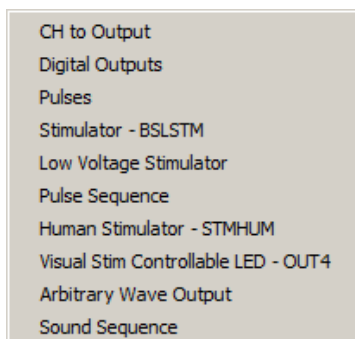 CH to Output
Digital Outputs
Pulses
Stimulator - BSLSTM
Low Voltage Stimulator
Pulse Sequence
Human Stimulator - STMHUM
Visual Stim Controllable LED - OUT4
Arbitrary Wave Output
Sound Sequence